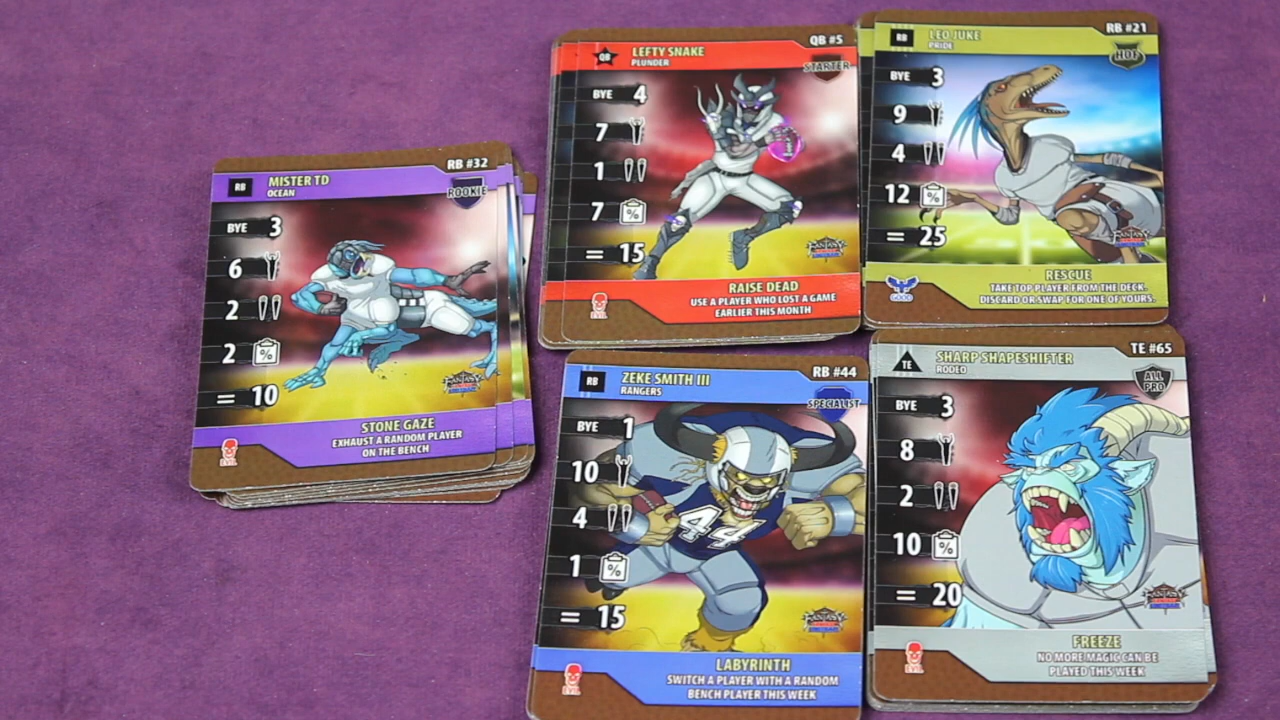 RB #32
RB
MISTER TD
OCEAN
ROOKIE
BYE 3
6
2
2 %
= 10
FANTASY
STONE GAZE
EXHAUST A RANDOM PLAYER
ON THE BENCH
EVIL
QB #5
QB
LEFTY SNAKE
PLUNDER
STARTER
BYE 4
7
1
7 %
= 15
FANTASY
RAISE DEAD
USE A PLAYER WHO LOST A GAME
EARLIER THIS MONTH
EVIL
RB #21
RB
LEO JUKE
PRIDE
HOF
BYE 3
9
4
12 %
= 25
FANTASY
RESCUE
TAKE TOP PLAYER FROM THE DECK.
DISCARD OR SWAP FOR ONE OF YOURS.
GOOD
RB #44
RB
ZEKE SMITH III
RANGERS
SPECIALIST
BYE 1
10
4
1 %
= 15
44
FANTASY
LABYRINTH
SWITCH A PLAYER WITH A RANDOM
BENCH PLAYER THIS WEEK
EVIL
TE #65
TE
SHARP SHAPESHIFTER
RODEO
ALL
PRO
BYE 3
8
2
10 %
= 20
FANTASY
FREEZE
NO MORE MAGIC CAN BE
PLAYED THIS WEEK
EVIL